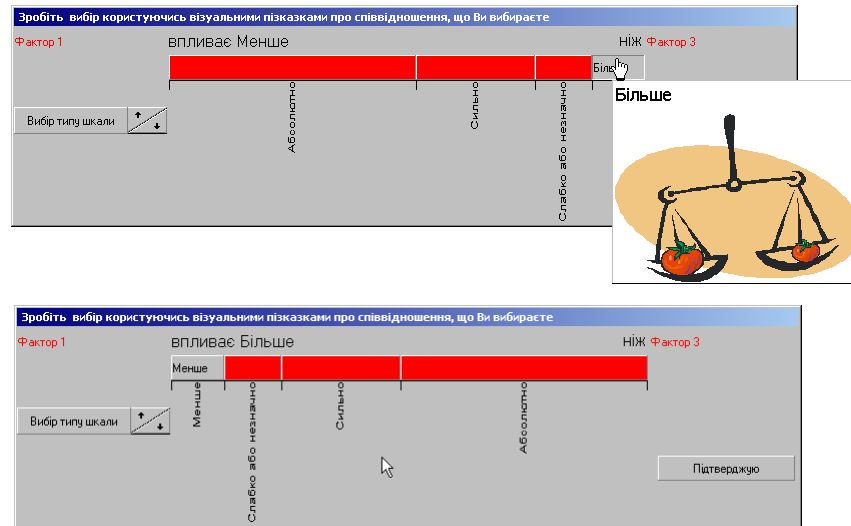 Зробіть вибір користуючись візуальними пізказками про співвідношення, що Ви вибираєте
Фактор 1 впливає Менше ніж Фактор 3
Біль
Більше
Вибір типу шкали
Абсолютно
Сильно
Слабко або незначно
Зробіть вибір користуючись візуальними пізказками про співвідношення, що Ви вибираєте
Фактор 1 впливає Більше ніж Фактор 3
Менше
Вибір типу шкали
Менше
Слабко або незначно
Сильно
Абсолютно
Підтверджую